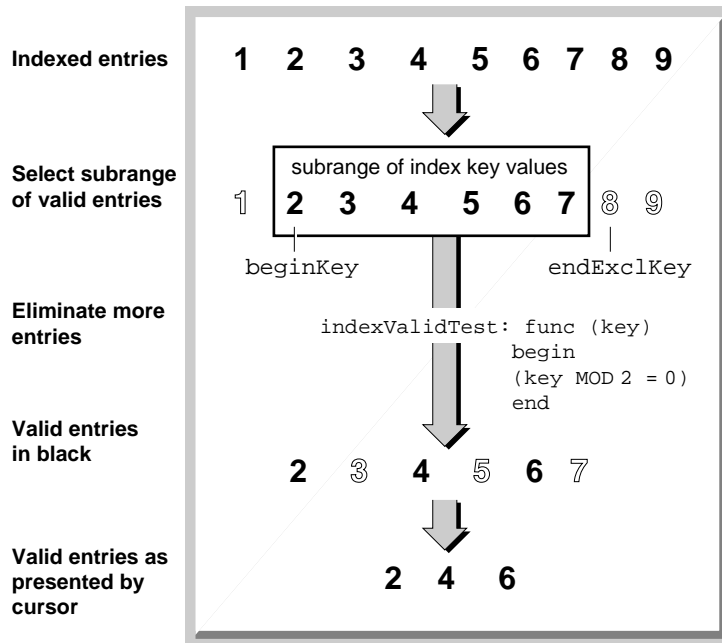 Indexed entries
1 2 3 4 5 6 7 8 9
Select subrange
of valid entries
subrange of index key values
1 2 3 4 5 6 7 8 9
beginKey
endExclKey
Eliminate more
entries
indexValidTest: func (key)
begin
(key MOD 2 = 0)
end
Valid entries
in black
2 3 4 5 6 7
Valid entries as
presented by
cursor
2 4 6